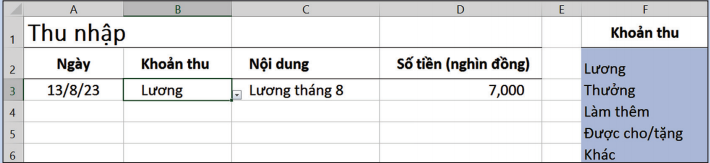 A B C D E F
1 Thu nhập Khoản thu
2 Ngày Khoản thu Nội dung Số tiền (nghìn đồng) Lương
3 13/8/23 Lương Lương tháng 8 7,000 Thưởng
4 Làm thêm
5 Được cho/tặng
6 Khác